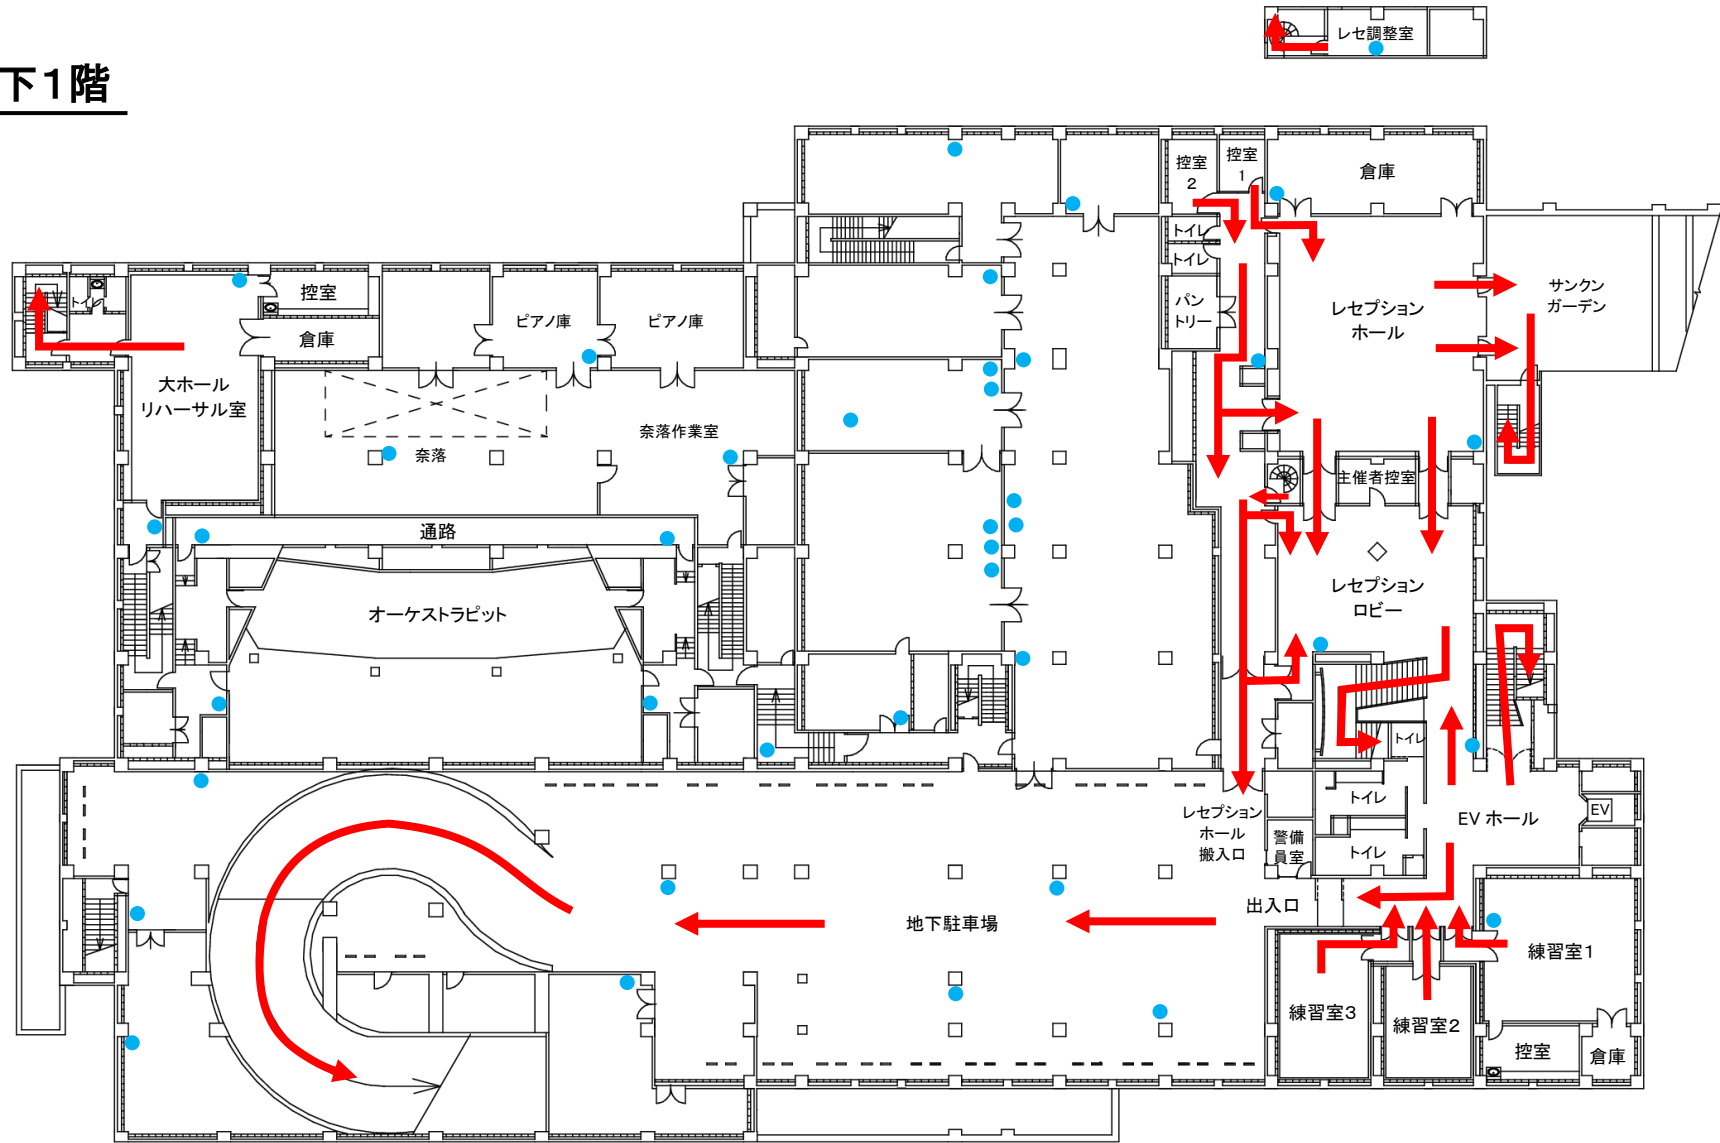 下1階
レセ調整室
控室
2
控室
1
倉庫
トイレ
トイレ
パン
トリー
レセプション
ホール
サンクン
ガーデン
トイレ
控室
倉庫
ピアノ庫
ピアノ庫
大ホール
リハーサル室
奈落作業室
奈落
主催者控室
通路
オーケストラピット
レセプション
ロビー
トイレ
トイレ
トイレ
EV ホール
EV
レセプション
ホール
搬入口
警備
員室
出入口
地下駐車場
練習室1
練習室3
練習室2
控室
倉庫